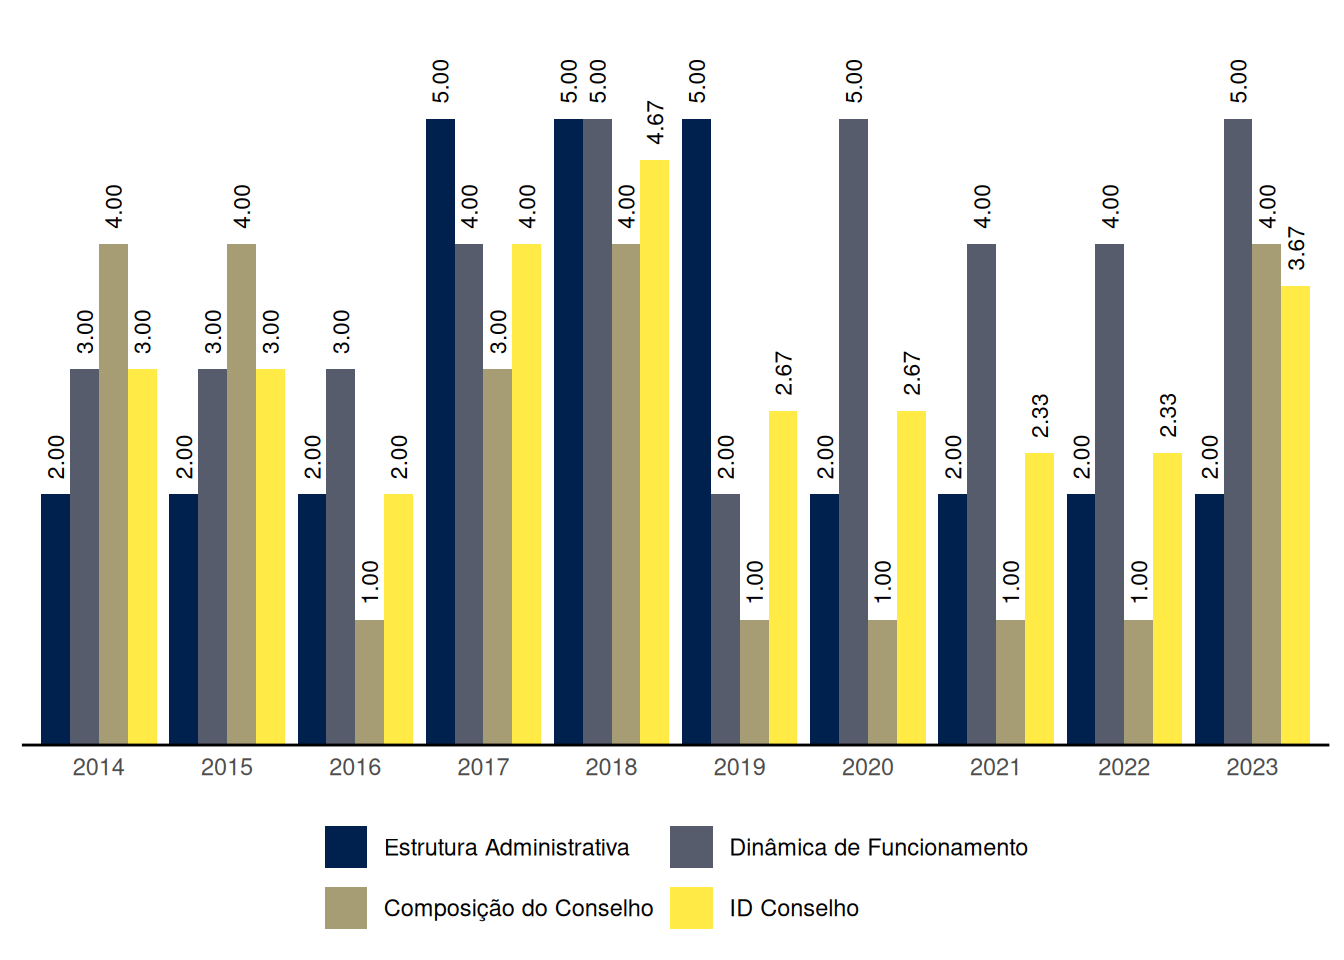 2.00 3.00 4.00 3.00
2.00 3.00 4.00 3.00
2.00 3.00 1.00 2.00
5.00 4.00 3.00 4.00
5.00 5.00 4.00 4.67
5.00 2.00 1.00 2.67
2.00 5.00 1.00 2.67
2.00 4.00 1.00 2.33
2.00 4.00 1.00 2.33
2.00 5.00 4.00 3.67
2014 2015 2016 2017 2018 2019 2020 2021 2022 2023
Estrutura Administrativa Dinâmica de Funcionamento
Composição do Conselho ID Conselho